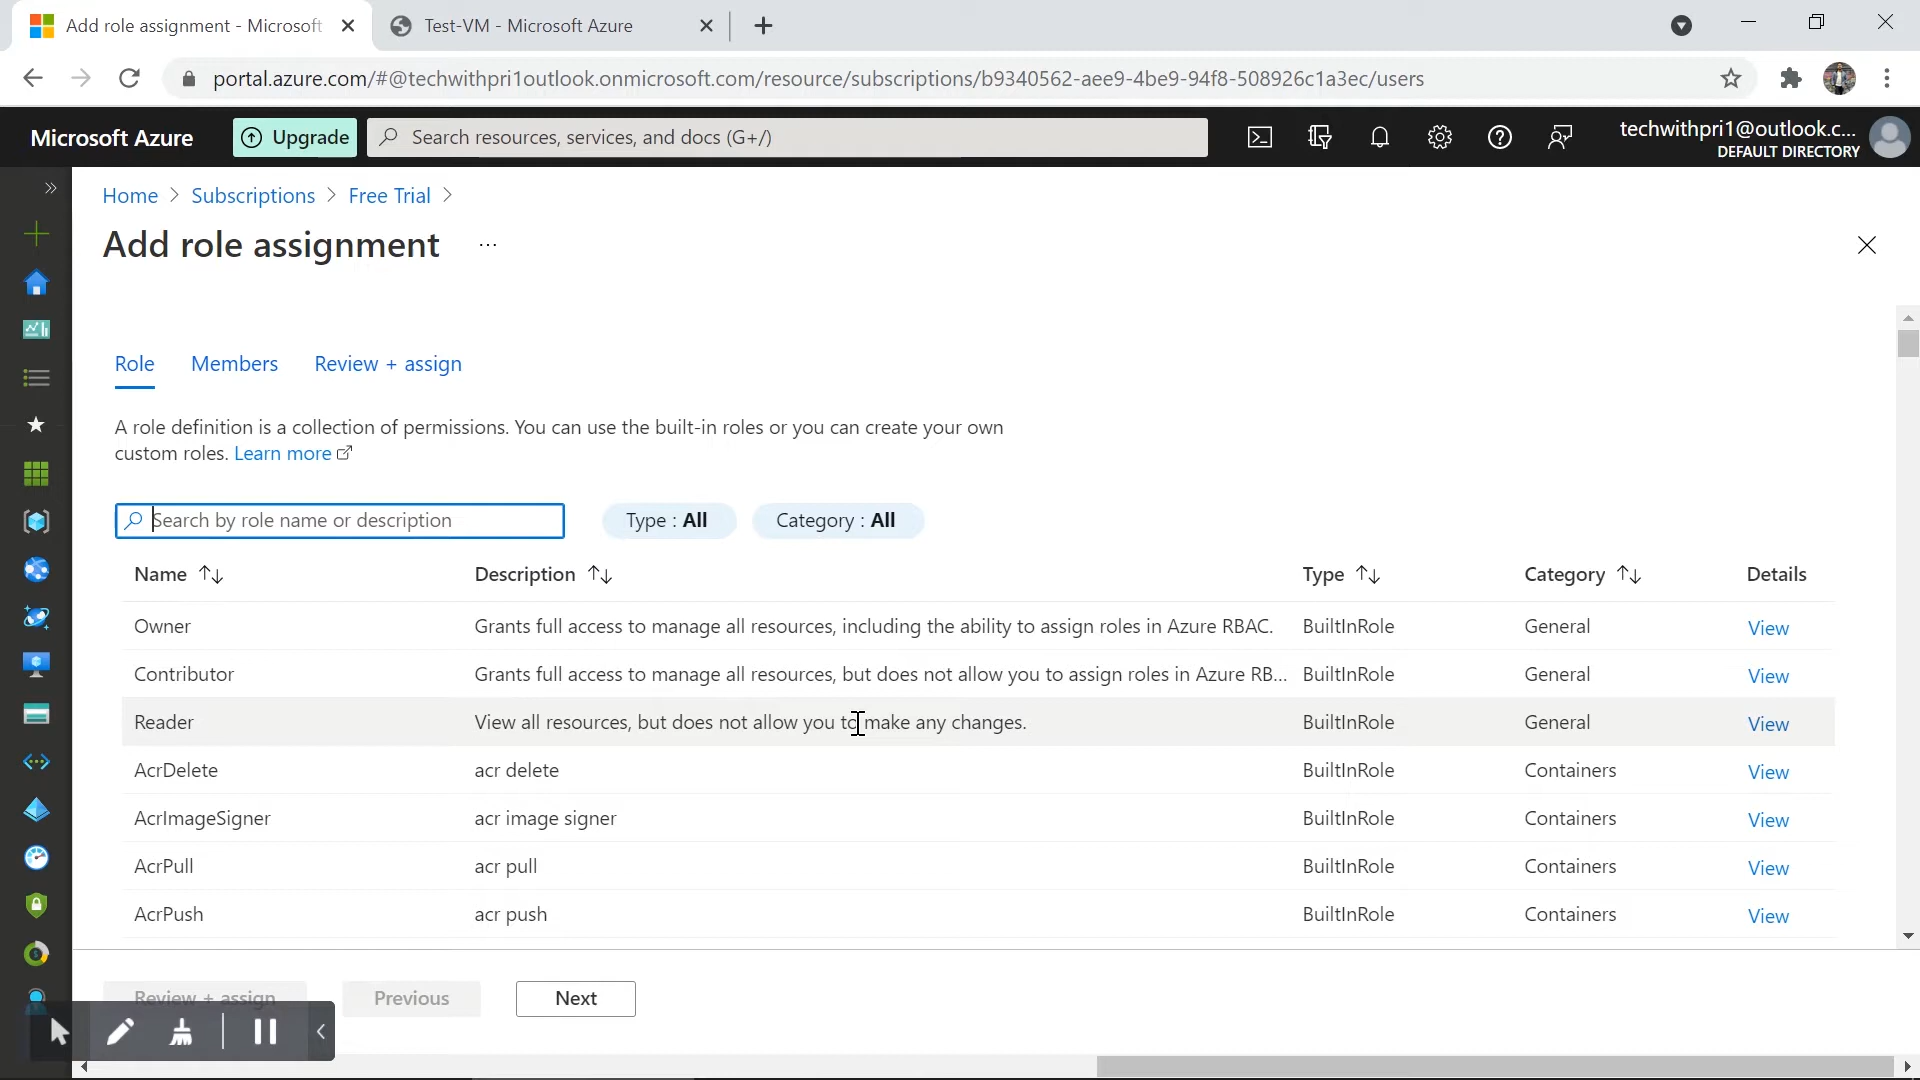 Add role assignment - Microsoft
Test-VM - Microsoft Azure
portal.azure.com/#@techwithpri1outlook.onmicrosoft.com/resource/subscriptions/b9340562-aee9-4be9-94f8-508926c1a3ec/users
Microsoft Azure
Upgrade
Search resources, services, and docs (G+/)
techwithpri1@outlook.c...
DEFAULT DIRECTORY
Home > Subscriptions > Free Trial >
Add role assignment ...
Role Members Review + assign
A role definition is a collection of permissions. You can use the built-in roles or you can create your own
custom roles. Learn more
Search by role name or description
Type : All
Category : All
Name Description Type Category Details
Owner Grants full access to manage all resources, including the ability to assign roles in Azure RBAC. BuiltInRole General View
Contributor Grants full access to manage all resources, but does not allow you to assign roles in Azure RB... BuiltInRole General View
Reader View all resources, but does not allow you to make any changes. BuiltInRole General View
AcrDelete acr delete BuiltInRole Containers View
AcrImageSigner acr image signer BuiltInRole Containers View
AcrPull acr pull BuiltInRole Containers View
AcrPush acr push BuiltInRole Containers View
Review + assign Previous Next